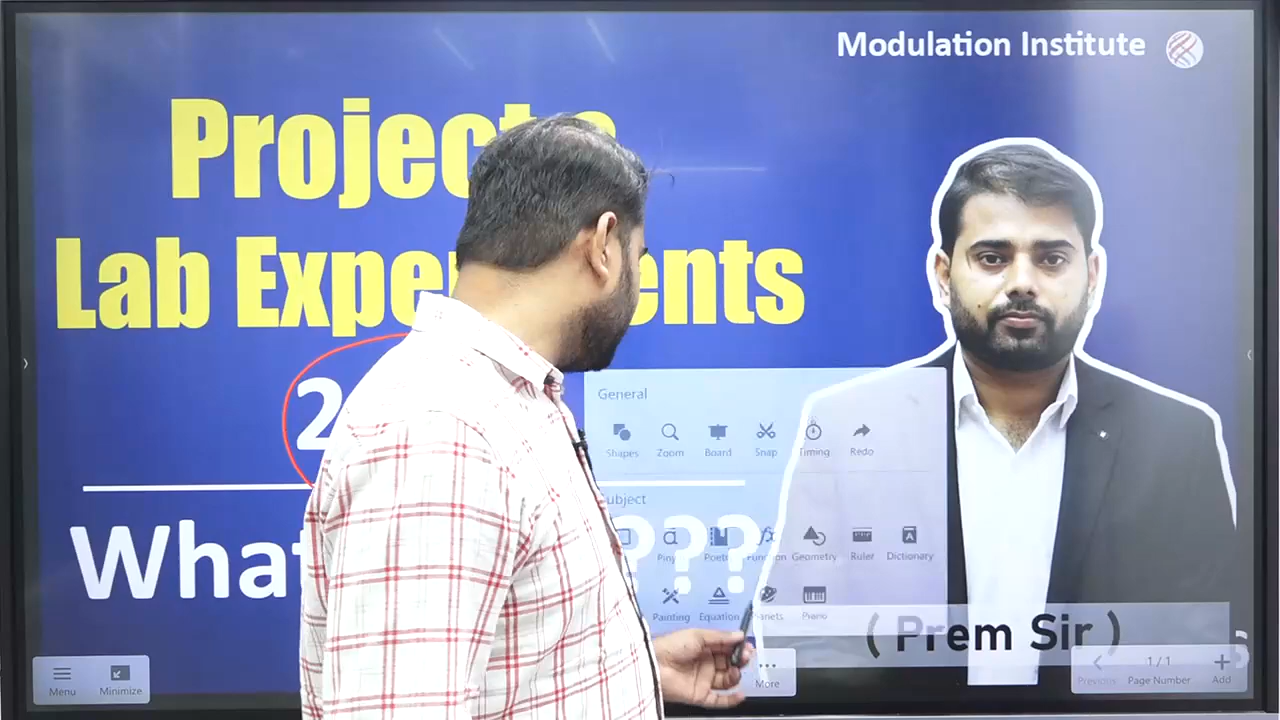 Modulation Institute
Project s
Lab Exper ents
2
What ???
General
Shapes Zoom Board Snap Timing Redo
Subject
Function Geometry Ruler Dictionary
Painting Equation Planets Piano
( Prem Sir )
Menu Minimize
More
Previous 1/1 Page Number Add